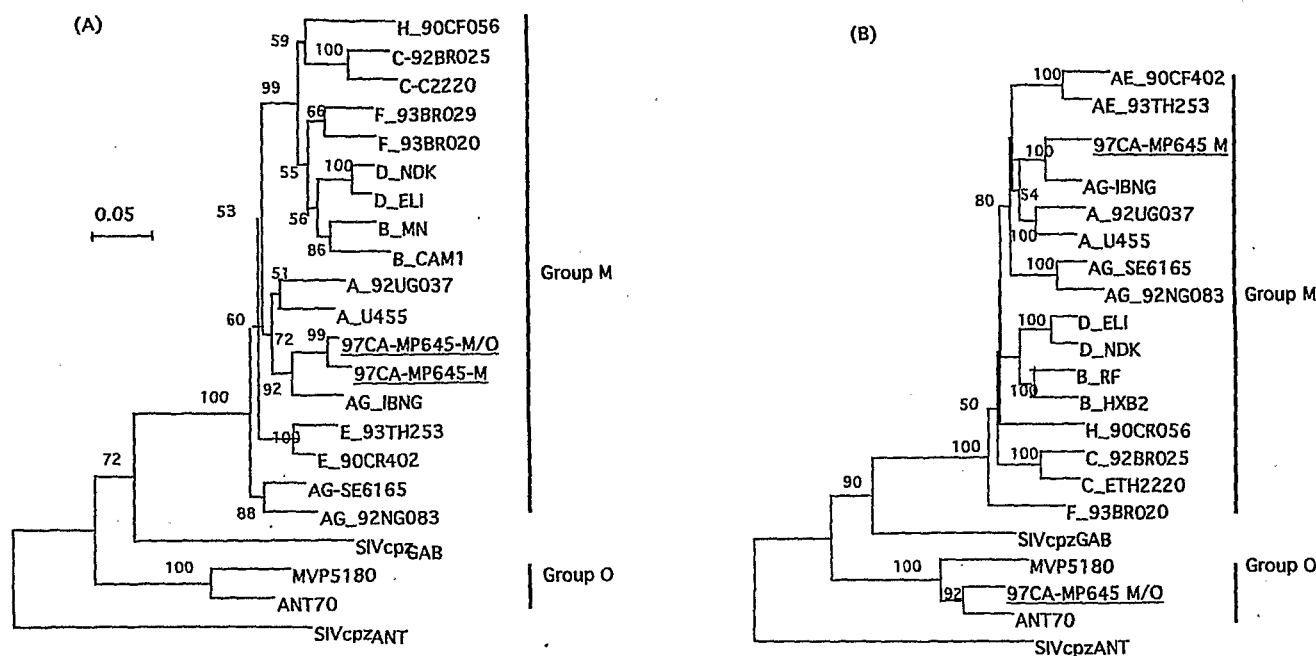 (A)
H_90CF056
59
100
C-92BR025
C-C2220
99
66
F_93BR029
F_93BR020
55
100
D_NDK
D_ELI
56
B_MN
86
B_CAM1
53
0.05
51
A_92UG037
A_U455
60
72
99
97CA-MP645-M/O
97CA-MP645-M
92
AG_IBNG
100
100
E_93TH253
E_90CR402
72
AG-SE6165
88
AG_92NG083
SIVcpzGAB
100
MVP5180
ANT70
SIVcpzANT
Group M
Group O
(B)
100
AE_90CF402
AE_93TH253
100
97CA-MP645 M
80
54
AG-IBNG
A_92UG037
100
A_U455
100
AG_SE6165
AG_92NG083
100
D_ELI
D_NDK
B_RF
100
B_HXB2
50
H_90CR056
100
100
C_92BR025
C_ETH2220
90
F_93BR020
SIVcpzGAB
100
MVP5180
92
97CA-MP645 M/O
ANT70
SIVcpzANT
Group M
Group O